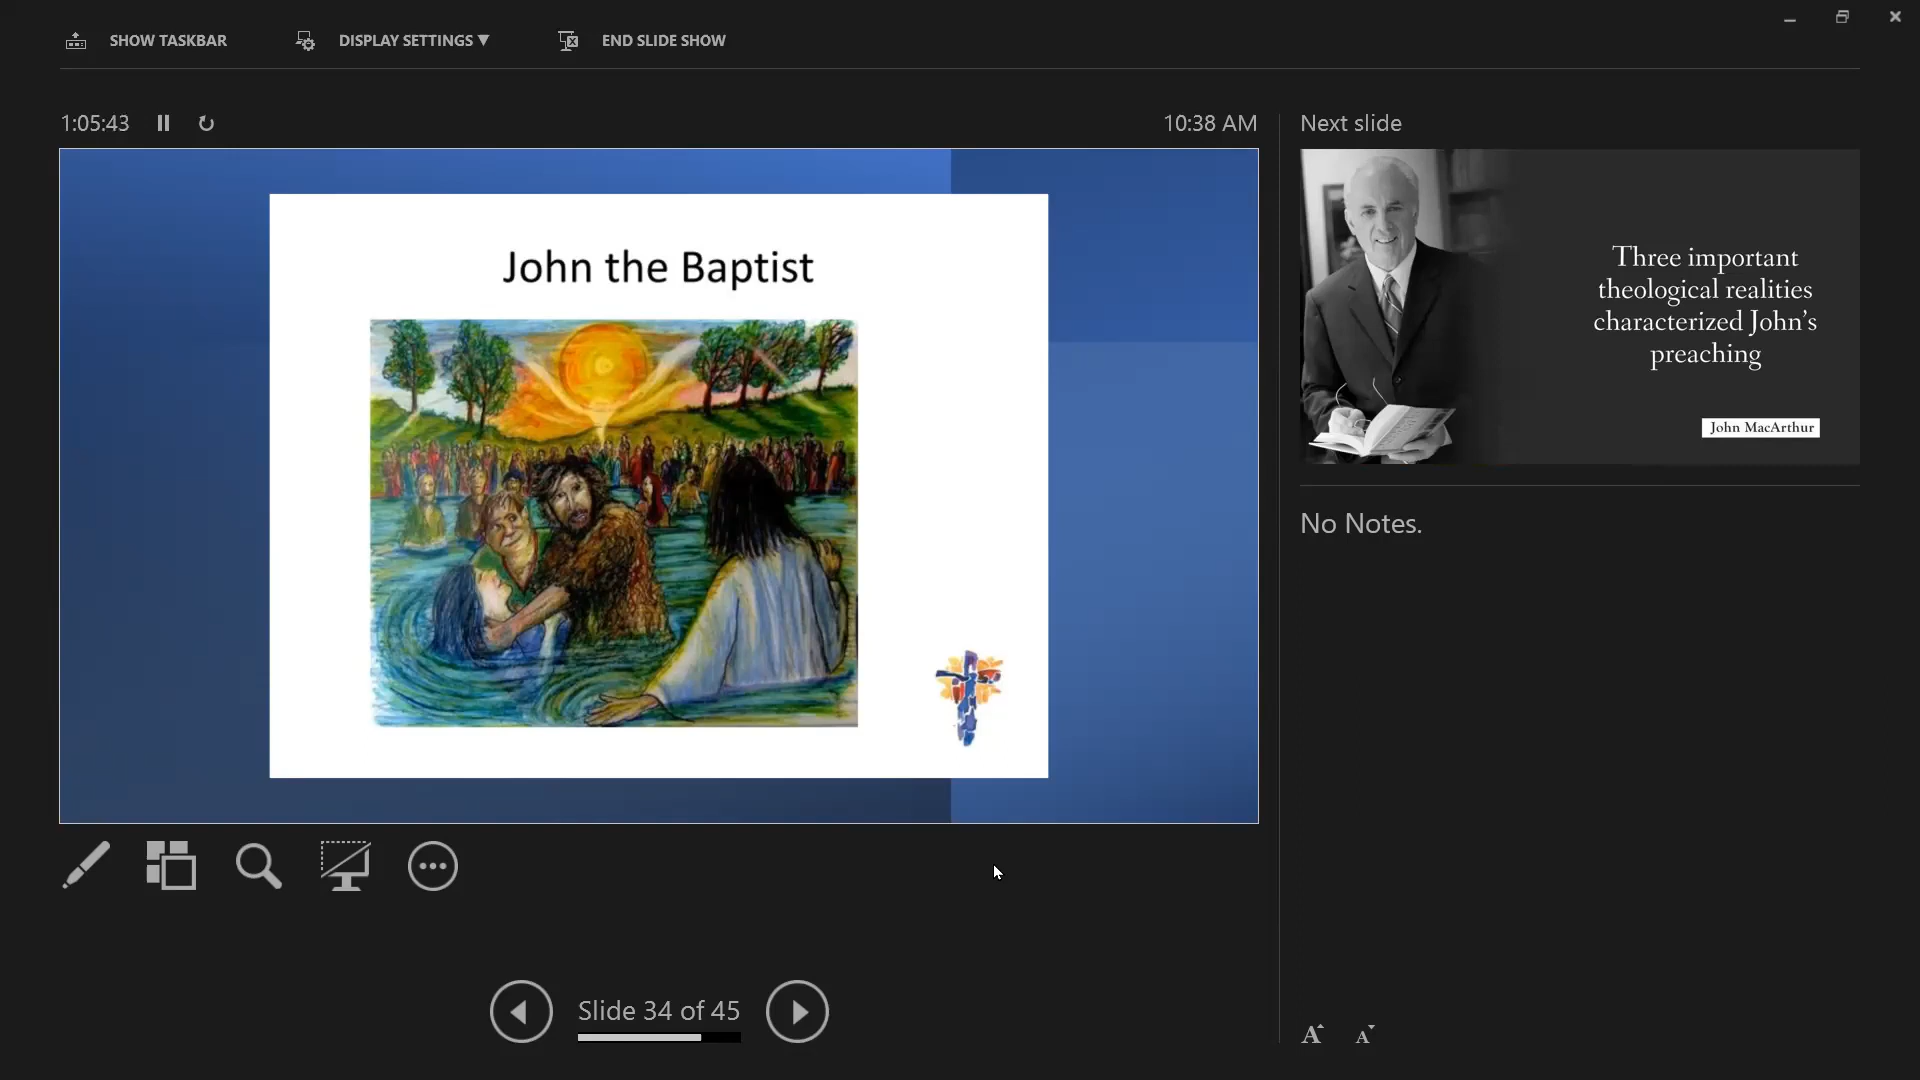 SHOW TASKBAR
DISPLAY SETTINGS ▼
END SLIDE SHOW
1:05:43
10:38 AM
Next slide
John the Baptist
Three important
theological realities
characterized John’s
preaching
John MacArthur
No Notes.
Slide 34 of 45
A A